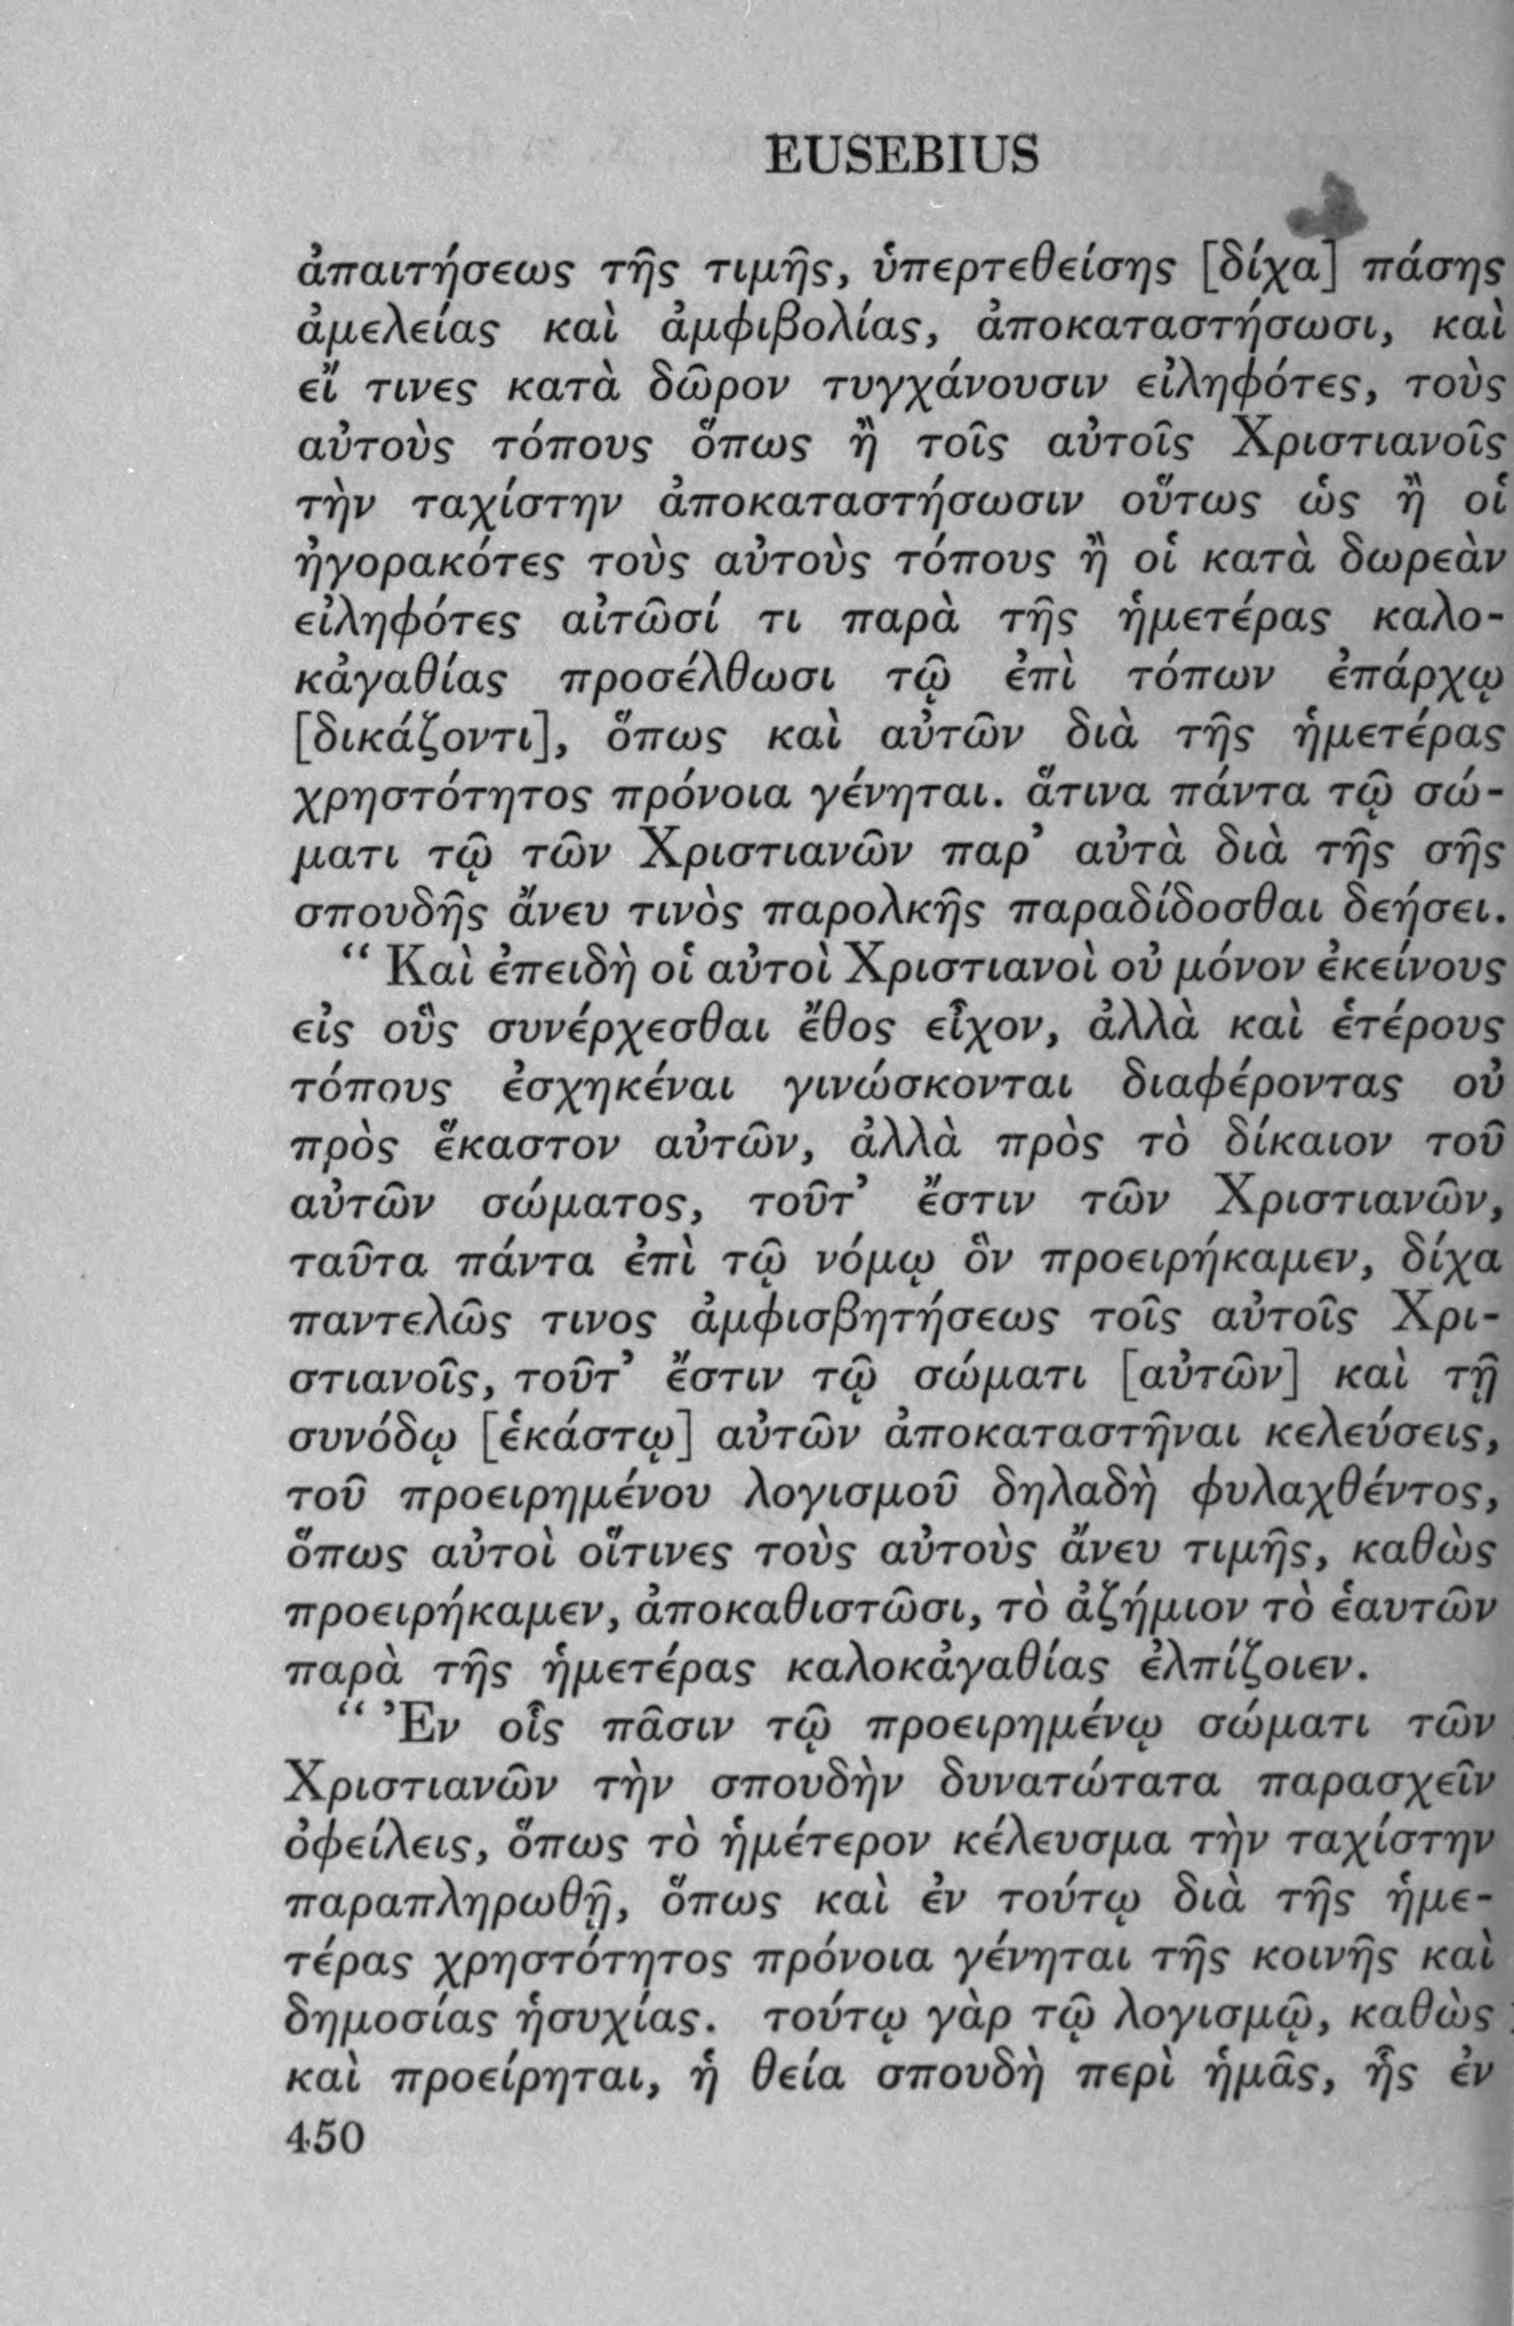 EUSEBIUS
ἀπαιτήσεως τῆς τιμῆς, ὑπερτεθείσης [δίχα] πάσης
ἀμελείας καὶ ἀμφιβολίας, ἀποκαταστήσωσι, καὶ
εἴ τινες κατὰ δῶρον τυγχάνουσιν εἰληφότες, τοὺς
αὐτοὺς τόπους ὅπως ἢ τοῖς αὐτοῖς Χριστιανοῖς
τὴν ταχίστην ἀποκαταστήσωσιν οὕτως ὡς ἢ οἱ
ἠγορακότες τοὺς αὐτοὺς τόπους ἢ οἱ κατὰ δωρεὰν
εἰληφότες αἰτῶσί τι παρὰ τῆς ἡμετέρας καλο-
κἀγαθίας προσέλθωσι τῷ ἐπὶ τόπων ἐπάρχῳ
[δικάζοντι], ὅπως καὶ αὐτῶν διὰ τῆς ἡμετέρας
χρηστότητος πρόνοια γένηται. ἅτινα πάντα τῷ σώ-
ματι τῷ τῶν Χριστιανῶν παρ’ αὐτὰ διὰ τῆς σῆς
σπουδῆς ἄνευ τινὸς παρολκῆς παραδίδοσθαι δεήσει.
“ Καὶ ἐπειδὴ οἱ αὐτοὶ Χριστιανοὶ οὐ μόνον ἐκείνους
εἰς οὓς συνέρχεσθαι ἔθος εἶχον, ἀλλὰ καὶ ἑτέρους
τόπους ἐσχηκέναι γινώσκονται διαφέροντας οὐ
πρὸς ἕκαστον αὐτῶν, ἀλλὰ πρὸς τὸ δίκαιον τοῦ
αὐτῶν σώματος, τοῦτ’ ἔστιν τῶν Χριστιανῶν,
ταῦτα πάντα ἐπὶ τῷ νόμῳ ὃν προειρήκαμεν, δίχα
παντελῶς τινος ἀμφισβητήσεως τοῖς αὐτοῖς Χρι-
στιανοῖς, τοῦτ’ ἔστιν τῷ σώματι [αὐτῶν] καὶ τῇ
συνόδῳ [ἑκάστῳ] αὐτῶν ἀποκαταστῆναι κελεύσεις,
τοῦ προειρημένου λογισμοῦ δηλαδὴ φυλαχθέντος,
ὅπως αὐτοὶ οἵτινες τοὺς αὐτοὺς ἄνευ τιμῆς, καθὼς
προειρήκαμεν, ἀποκαθιστῶσι, τὸ ἀζήμιον τὸ ἑαυτῶν
παρὰ τῆς ἡμετέρας καλοκἀγαθίας ἐλπίζοιεν.
“ Ἐν οἷς πᾶσιν τῷ προειρημένῳ σώματι τῶν
Χριστιανῶν τὴν σπουδὴν δυνατώτατα παρασχεῖν
ὀφείλεις, ὅπως τὸ ἡμέτερον κέλευσμα τὴν ταχίστην
παραπληρωθῇ, ὅπως καὶ ἐν τούτῳ διὰ τῆς ἡμε-
τέρας χρηστότητος πρόνοια γένηται τῆς κοινῆς καὶ
δημοσίας ἡσυχίας. τούτῳ γὰρ τῷ λογισμῷ, καθὼς
καὶ προείρηται, ἡ θεία σπουδὴ περὶ ἡμᾶς, ἧς ἐν
450